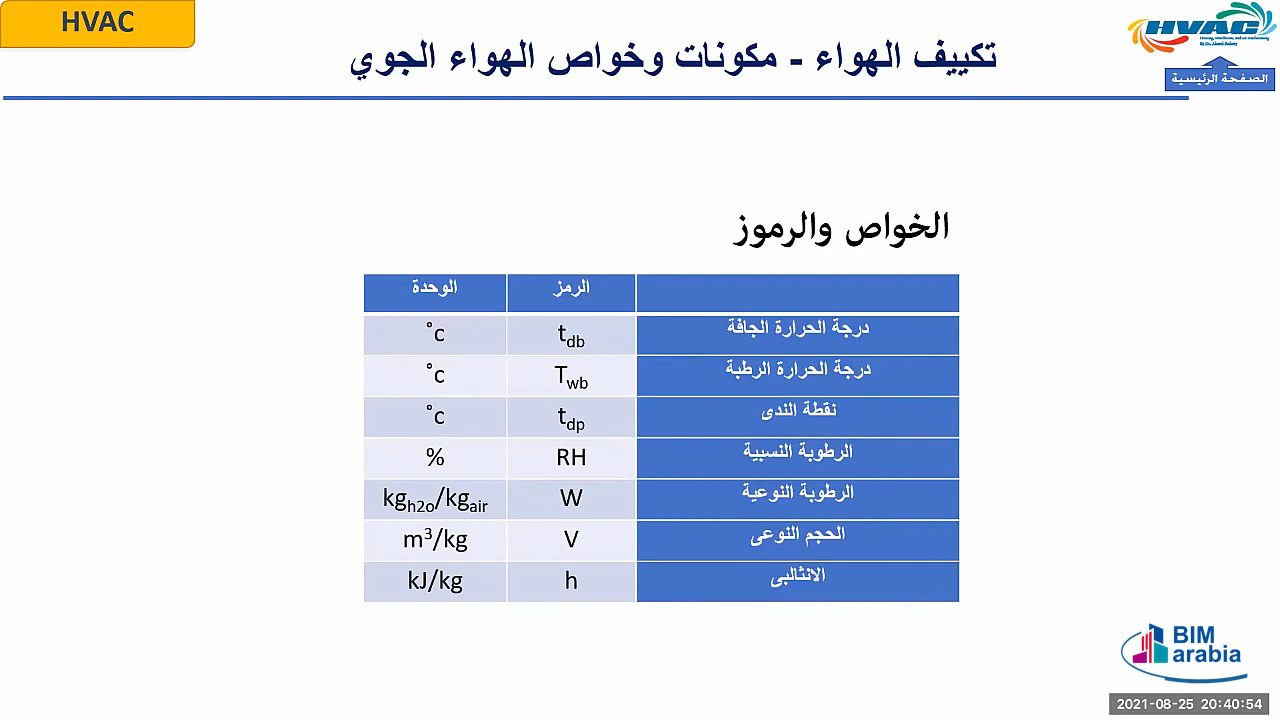 HVAC
تكييف الهواء - مكونات وخواص الهواء الجوي
HVAC
الصفحة الرئيسية
الخواص والرموز
الرمز الوحدة
درجة الحرارة الجافة tdb °c
درجة الحرارة الرطبة Twb °c
نقطة الندى tdp °c
الرطوبة النسبية RH %
الرطوبة النوعية W kgh2o/kgair
الحجم النوعى V m³/kg
الانثالبى h kJ/kg
BIM
arabia
2021-08-25 20:40:54